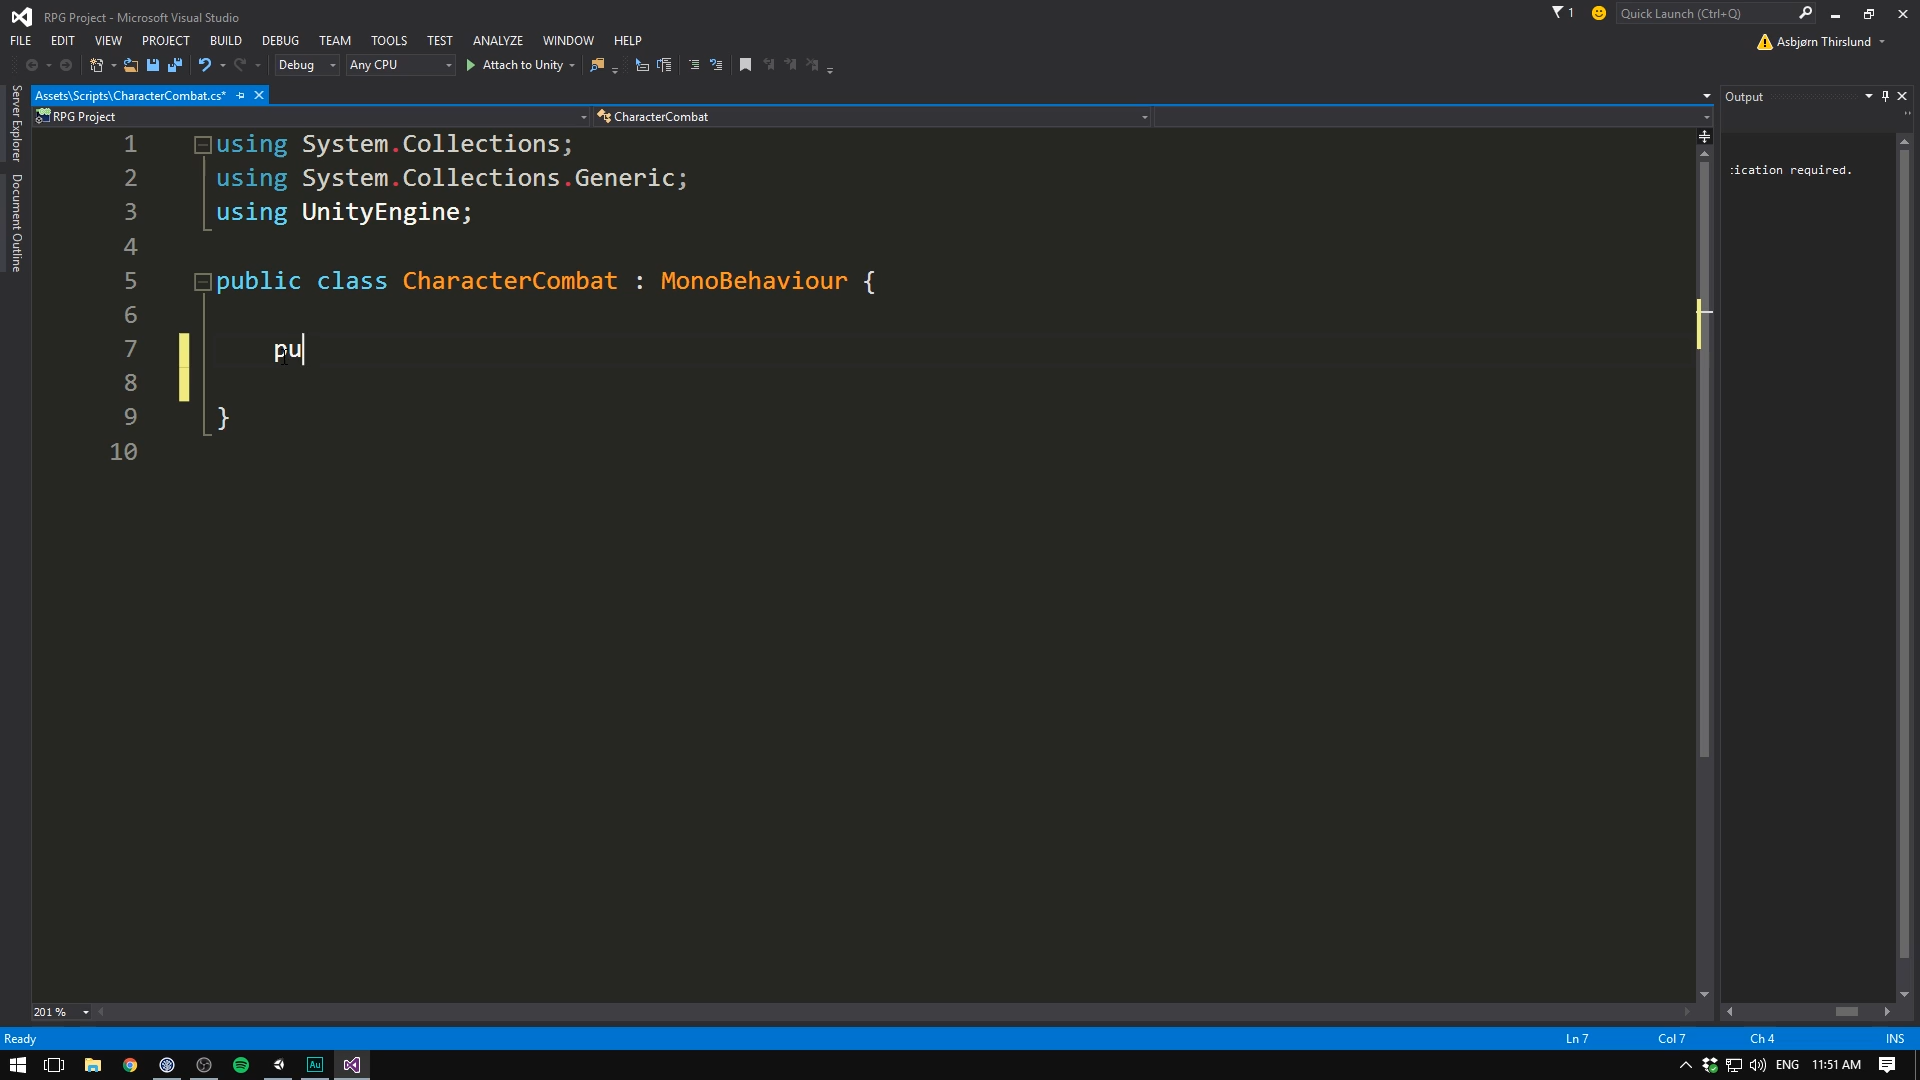 RPG Project - Microsoft Visual Studio
1
Quick Launch (Ctrl+Q)
FILE EDIT VIEW PROJECT BUILD DEBUG TEAM TOOLS TEST ANALYZE WINDOW HELP
Asbjørn Thirslund
Debug Any CPU Attach to Unity
Server Explorer
Document Outline
Assets\Scripts\CharacterCombat.cs*
Output
RPG Project
CharacterCombat
1 using System.Collections;
2 using System.Collections.Generic;
3 using UnityEngine;
4
5 public class CharacterCombat : MonoBehaviour {
6
7 pu
8
9 }
10
:ication required.
201 %
Ready Ln 7 Col 7 Ch 4 INS
Au
ENG 11:51 AM